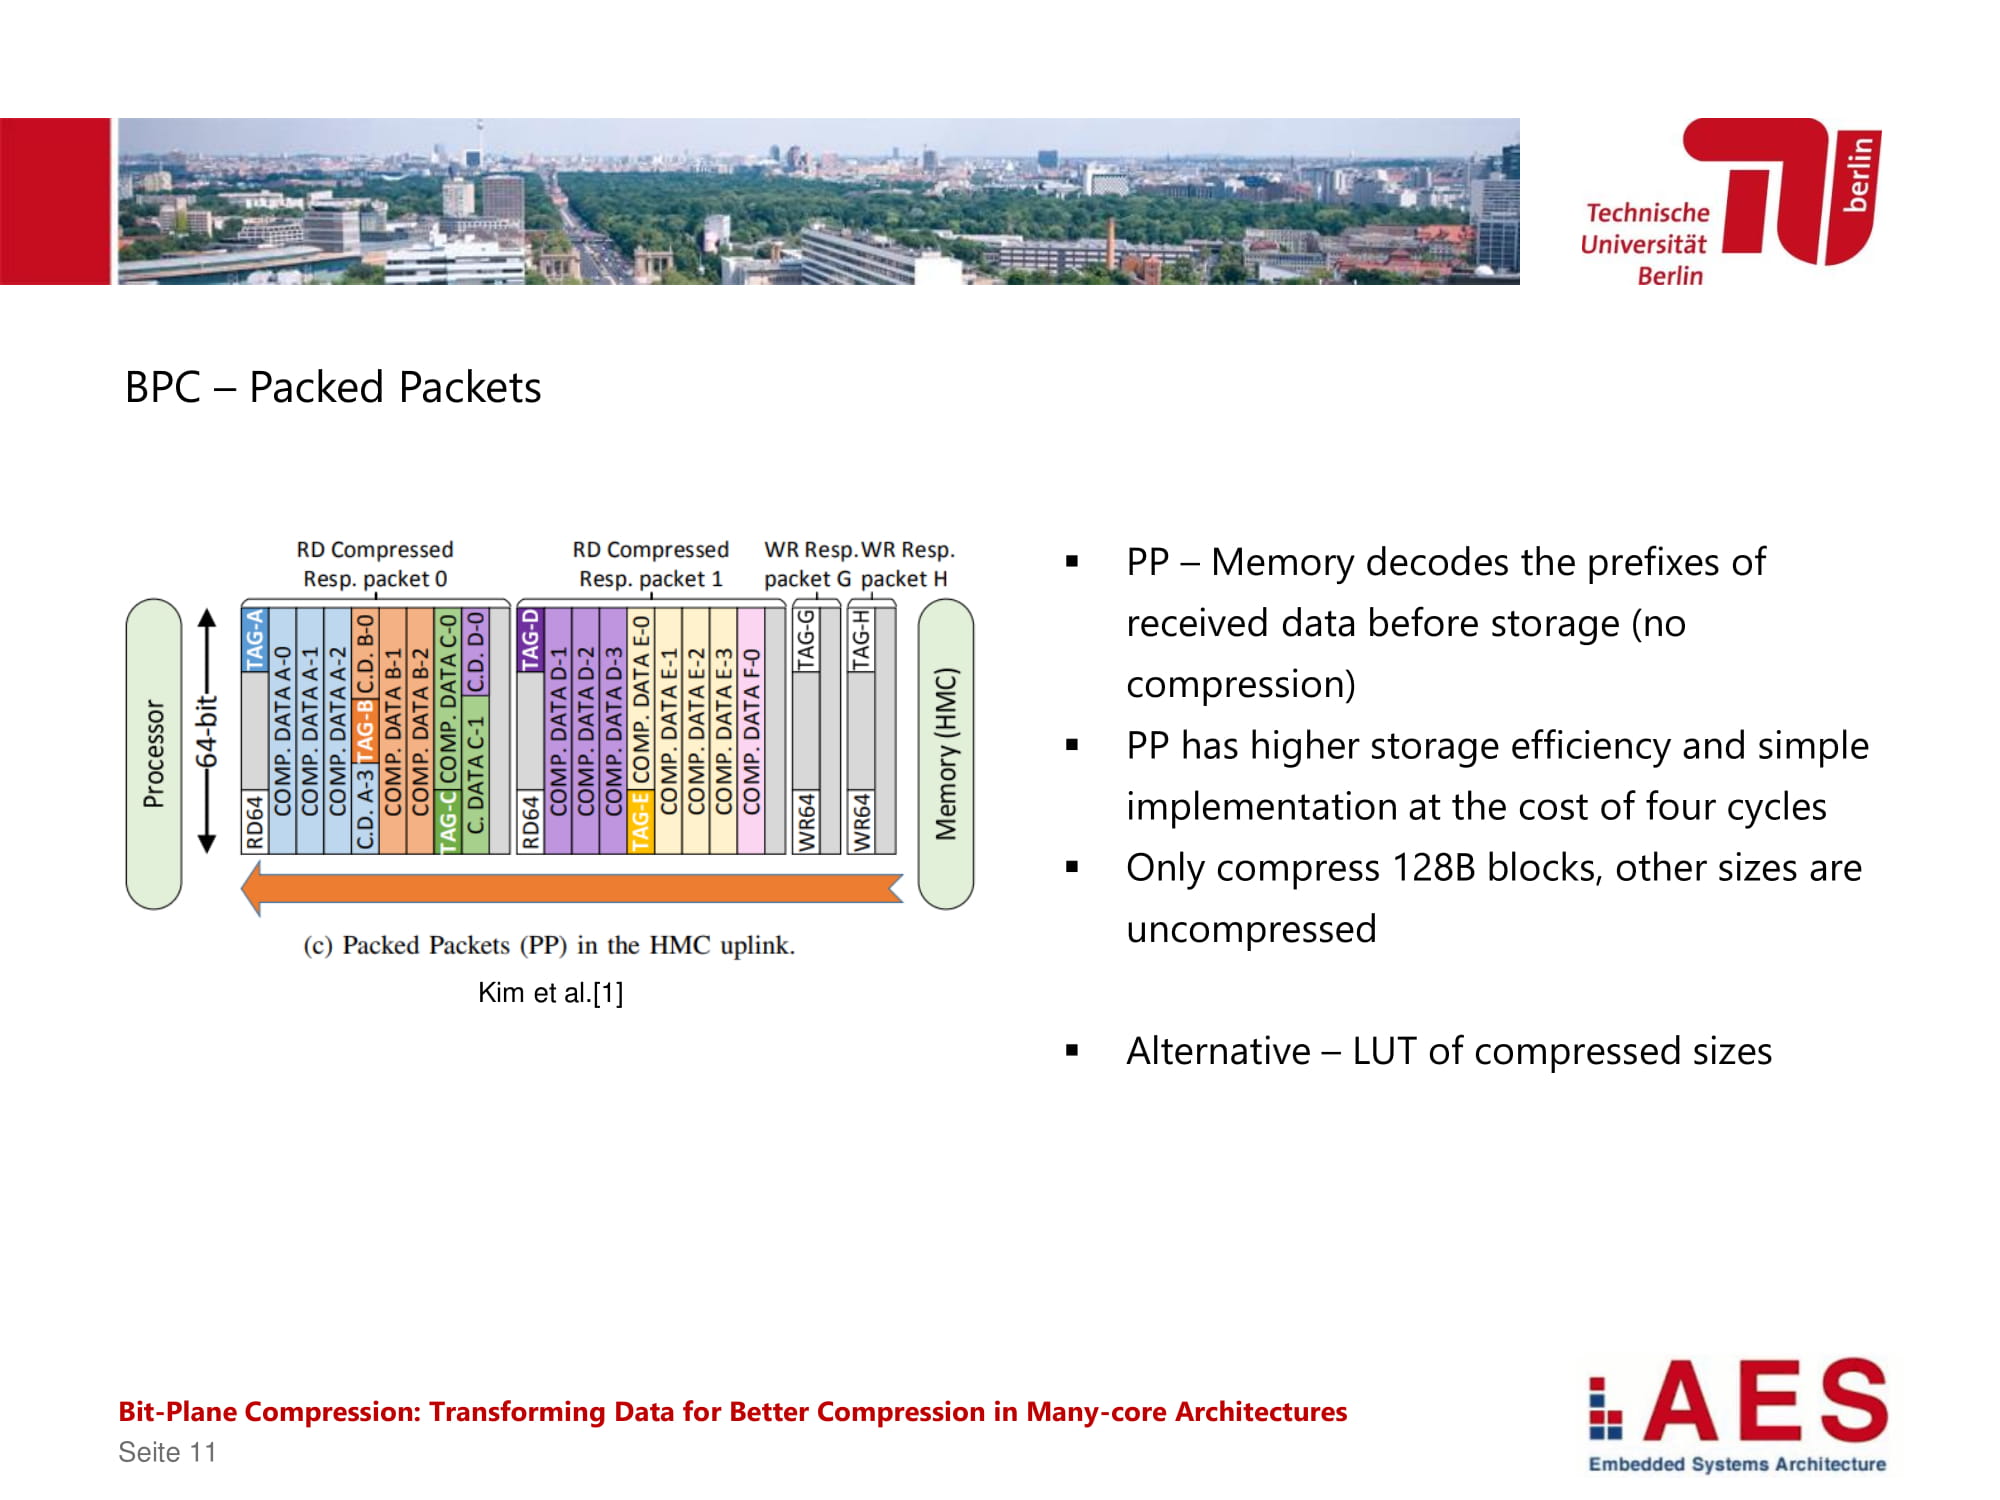 Technische
Universität
Berlin
berlin
BPC – Packed Packets
RD Compressed
Resp. packet 0
RD Compressed
Resp. packet 1
WR Resp.
packet G
WR Resp.
packet H
Processor
64-bit
TAG-A
RD64
COMP. DATA A-0
COMP. DATA A-1
COMP. DATA A-2
C.D. B-0
TAG-B
C.D. A-3
COMP. DATA B-1
COMP. DATA B-2
COMP. DATA C-0
TAG-C
C.D. D-0
C. DATA C-1
TAG-D
RD64
COMP. DATA D-1
COMP. DATA D-2
COMP. DATA D-3
COMP. DATA E-0
TAG-E
COMP. DATA E-1
COMP. DATA E-2
COMP. DATA E-3
COMP. DATA F-0
TAG-G
WR64
TAG-H
WR64
Memory (HMC)
(c) Packed Packets (PP) in the HMC uplink.
Kim et al.[1]
▪ PP – Memory decodes the prefixes of
received data before storage (no
compression)
▪ PP has higher storage efficiency and simple
implementation at the cost of four cycles
▪ Only compress 128B blocks, other sizes are
uncompressed
▪ Alternative – LUT of compressed sizes
Bit-Plane Compression: Transforming Data for Better Compression in Many-core Architectures
Seite 11
AES
Embedded Systems Architecture